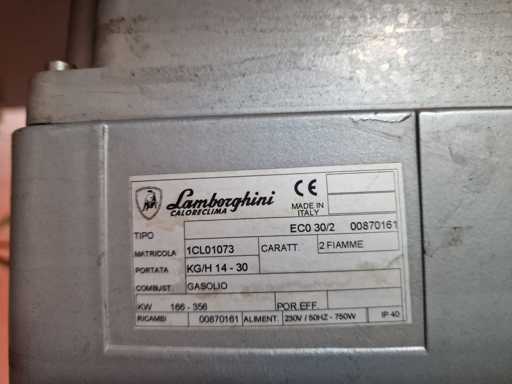 Lamborghini
CALORECLIMA
CE
MADE IN
ITALY
TIPO ECO 30/2 00870161
MATRICOLA 1CL01073 CARATT. 2 FIAMME
PORTATA KG/H 14 - 30
COMBUST. GASOLIO
KW 166 - 356 POR.EFF.
RICAMBI 00870161 ALIMENT. 230V / 50HZ - 750W IP 40